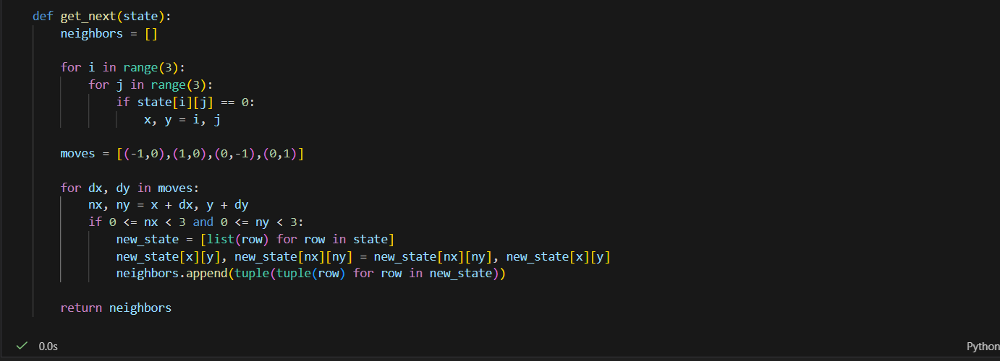 def get_next(state):
    neighbors = []

    for i in range(3):
        for j in range(3):
            if state[i][j] == 0:
                x, y = i, j

    moves = [(-1,0),(1,0),(0,-1),(0,1)]

    for dx, dy in moves:
        nx, ny = x + dx, y + dy
        if 0 <= nx < 3 and 0 <= ny < 3:
            new_state = [list(row) for row in state]
            new_state[x][y], new_state[nx][ny] = new_state[nx][ny], new_state[x][y]
            neighbors.append(tuple(tuple(row) for row in new_state))

    return neighbors
0.0s
Python